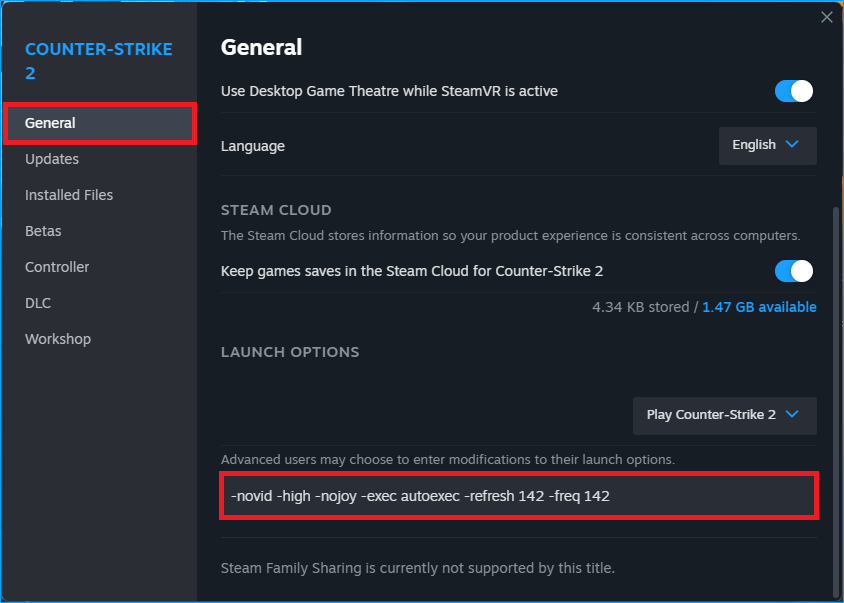 COUNTER-STRIKE
2
General
Updates
Installed Files
Betas
Controller
DLC
Workshop
General
Use Desktop Game Theatre while SteamVR is active
Language
English
STEAM CLOUD
The Steam Cloud stores information so your product experience is consistent across computers.
Keep games saves in the Steam Cloud for Counter-Strike 2
4.34 KB stored / 1.47 GB available
LAUNCH OPTIONS
Play Counter-Strike 2
Advanced users may choose to enter modifications to their launch options.
-novid -high -nojoy -exec autoexec -refresh 142 -freq 142
Steam Family Sharing is currently not supported by this title.